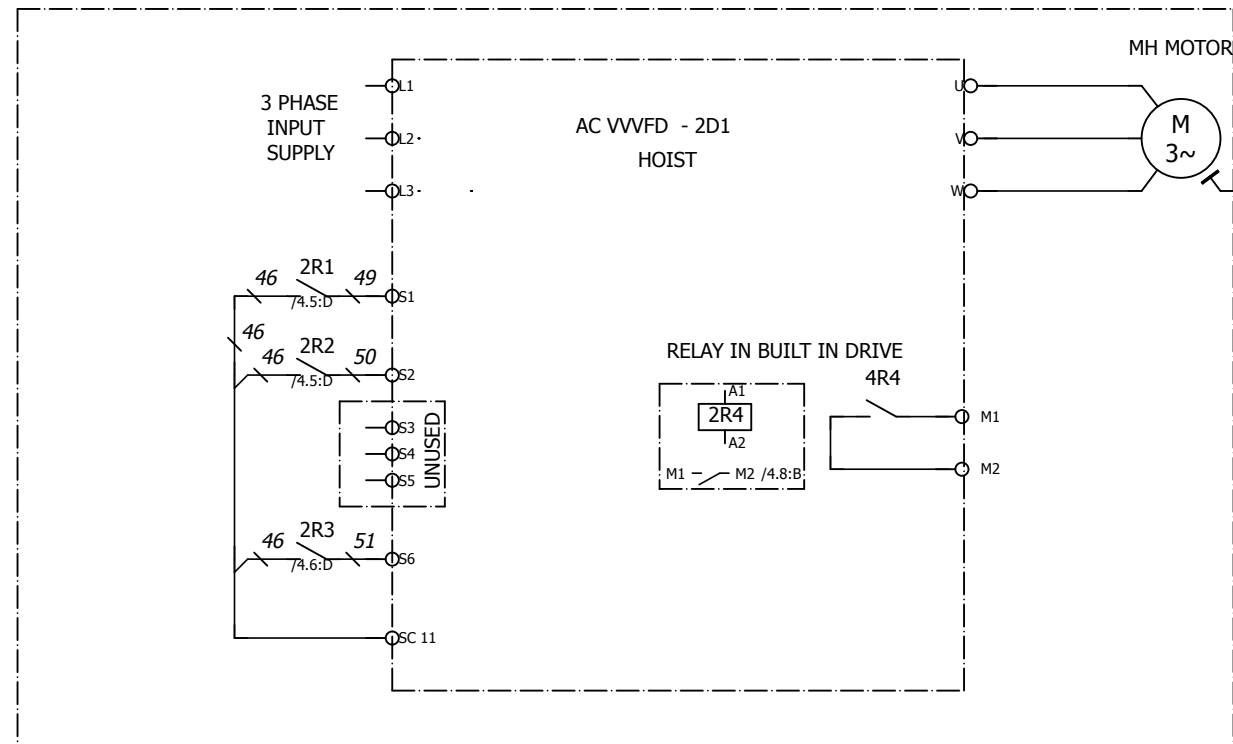 MH MOTOR
3 PHASE
INPUT
SUPPLY
L1
L2
L3
AC VVVFD - 2D1
HOIST
U
V
W
M
3~
46 2R1 49
/4.5:D
S1
46
46 2R2 50
/4.5:D
S2
S3
S4
S5
UNUSED
46 2R3 51
/4.6:D
S6
SC 11
RELAY IN BUILT IN DRIVE
A1
2R4
A2
M1 M2 /4.8:B
4R4
M1
M2